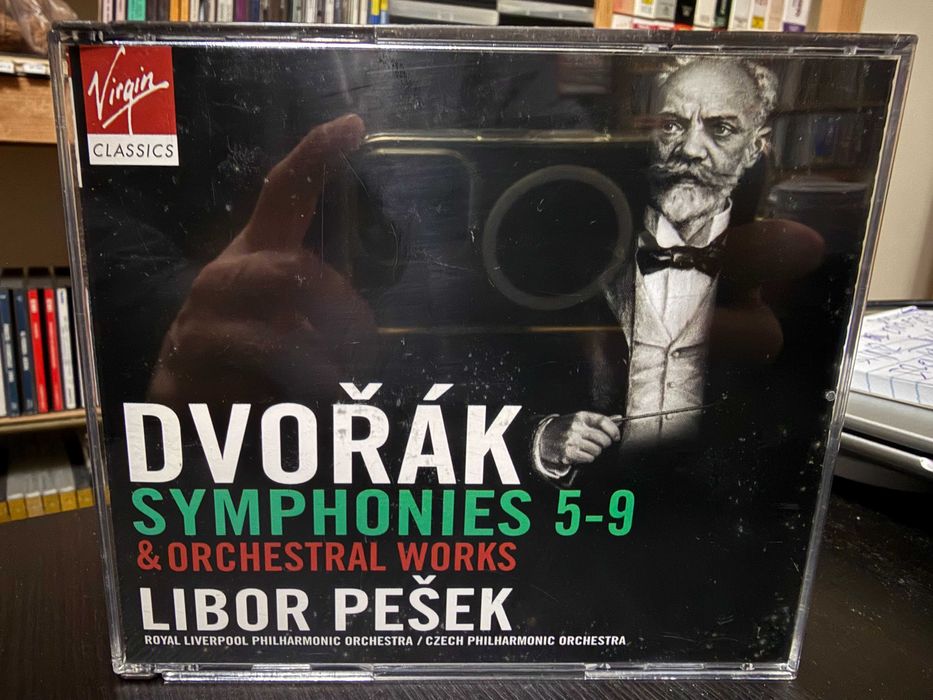 Virgin
CLASSICS
DVOŘÁK
SYMPHONIES 5-9
& ORCHESTRAL WORKS
LIBOR PEŠEK
ROYAL LIVERPOOL PHILHARMONIC ORCHESTRA / CZECH PHILHARMONIC ORCHESTRA